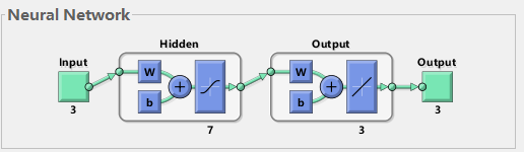 Neural Network
Hidden Output
Input Output
W W
b b
3 7 3 3